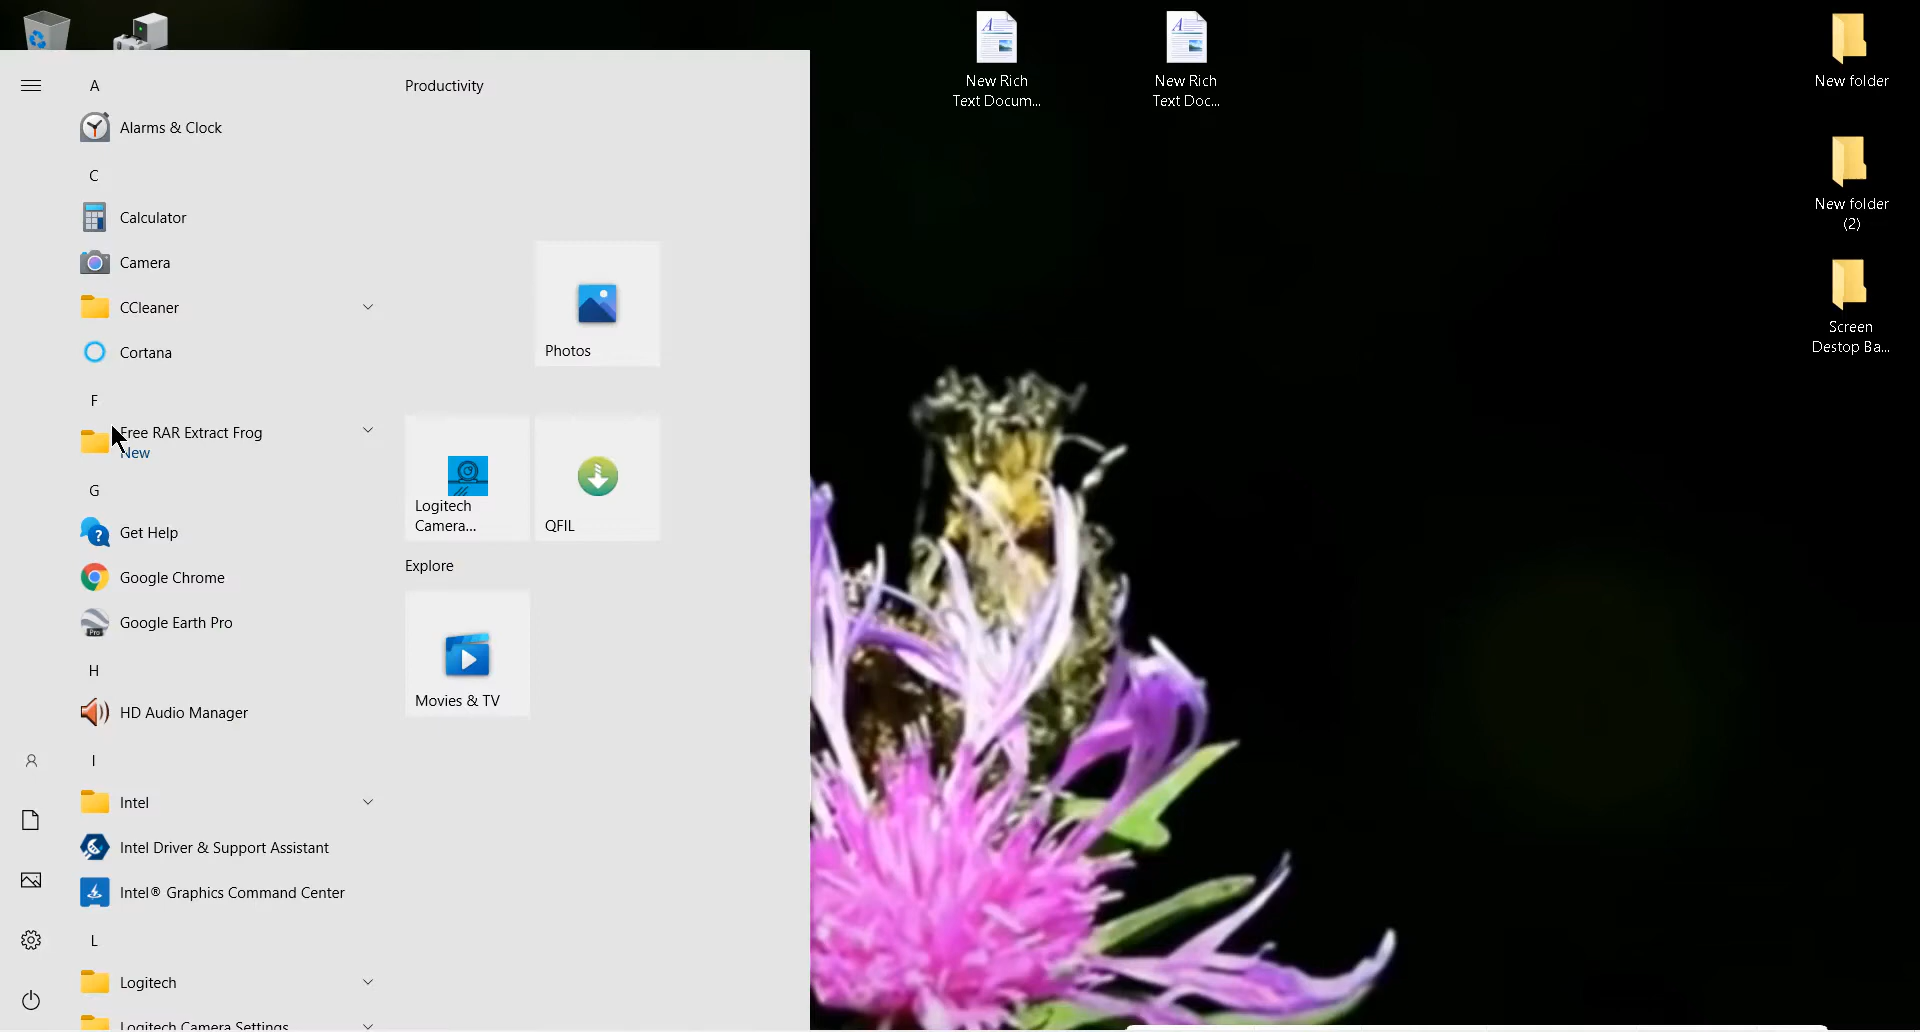 A
Alarms & Clock
C
Calculator
Camera
CCleaner
Cortana
F
Free RAR Extract Frog
New
G
Get Help
Google Chrome
Google Earth Pro
Pro
H
HD Audio Manager
I
Intel
Intel Driver & Support Assistant
Intel® Graphics Command Center
L
Logitech
Logitech Camera Settings
Productivity
Photos
Logitech
Camera...
QFIL
Explore
Movies & TV
New Rich
Text Docum...
New Rich
Text Doc...
New folder
New folder
(2)
Screen
Destop Ba...